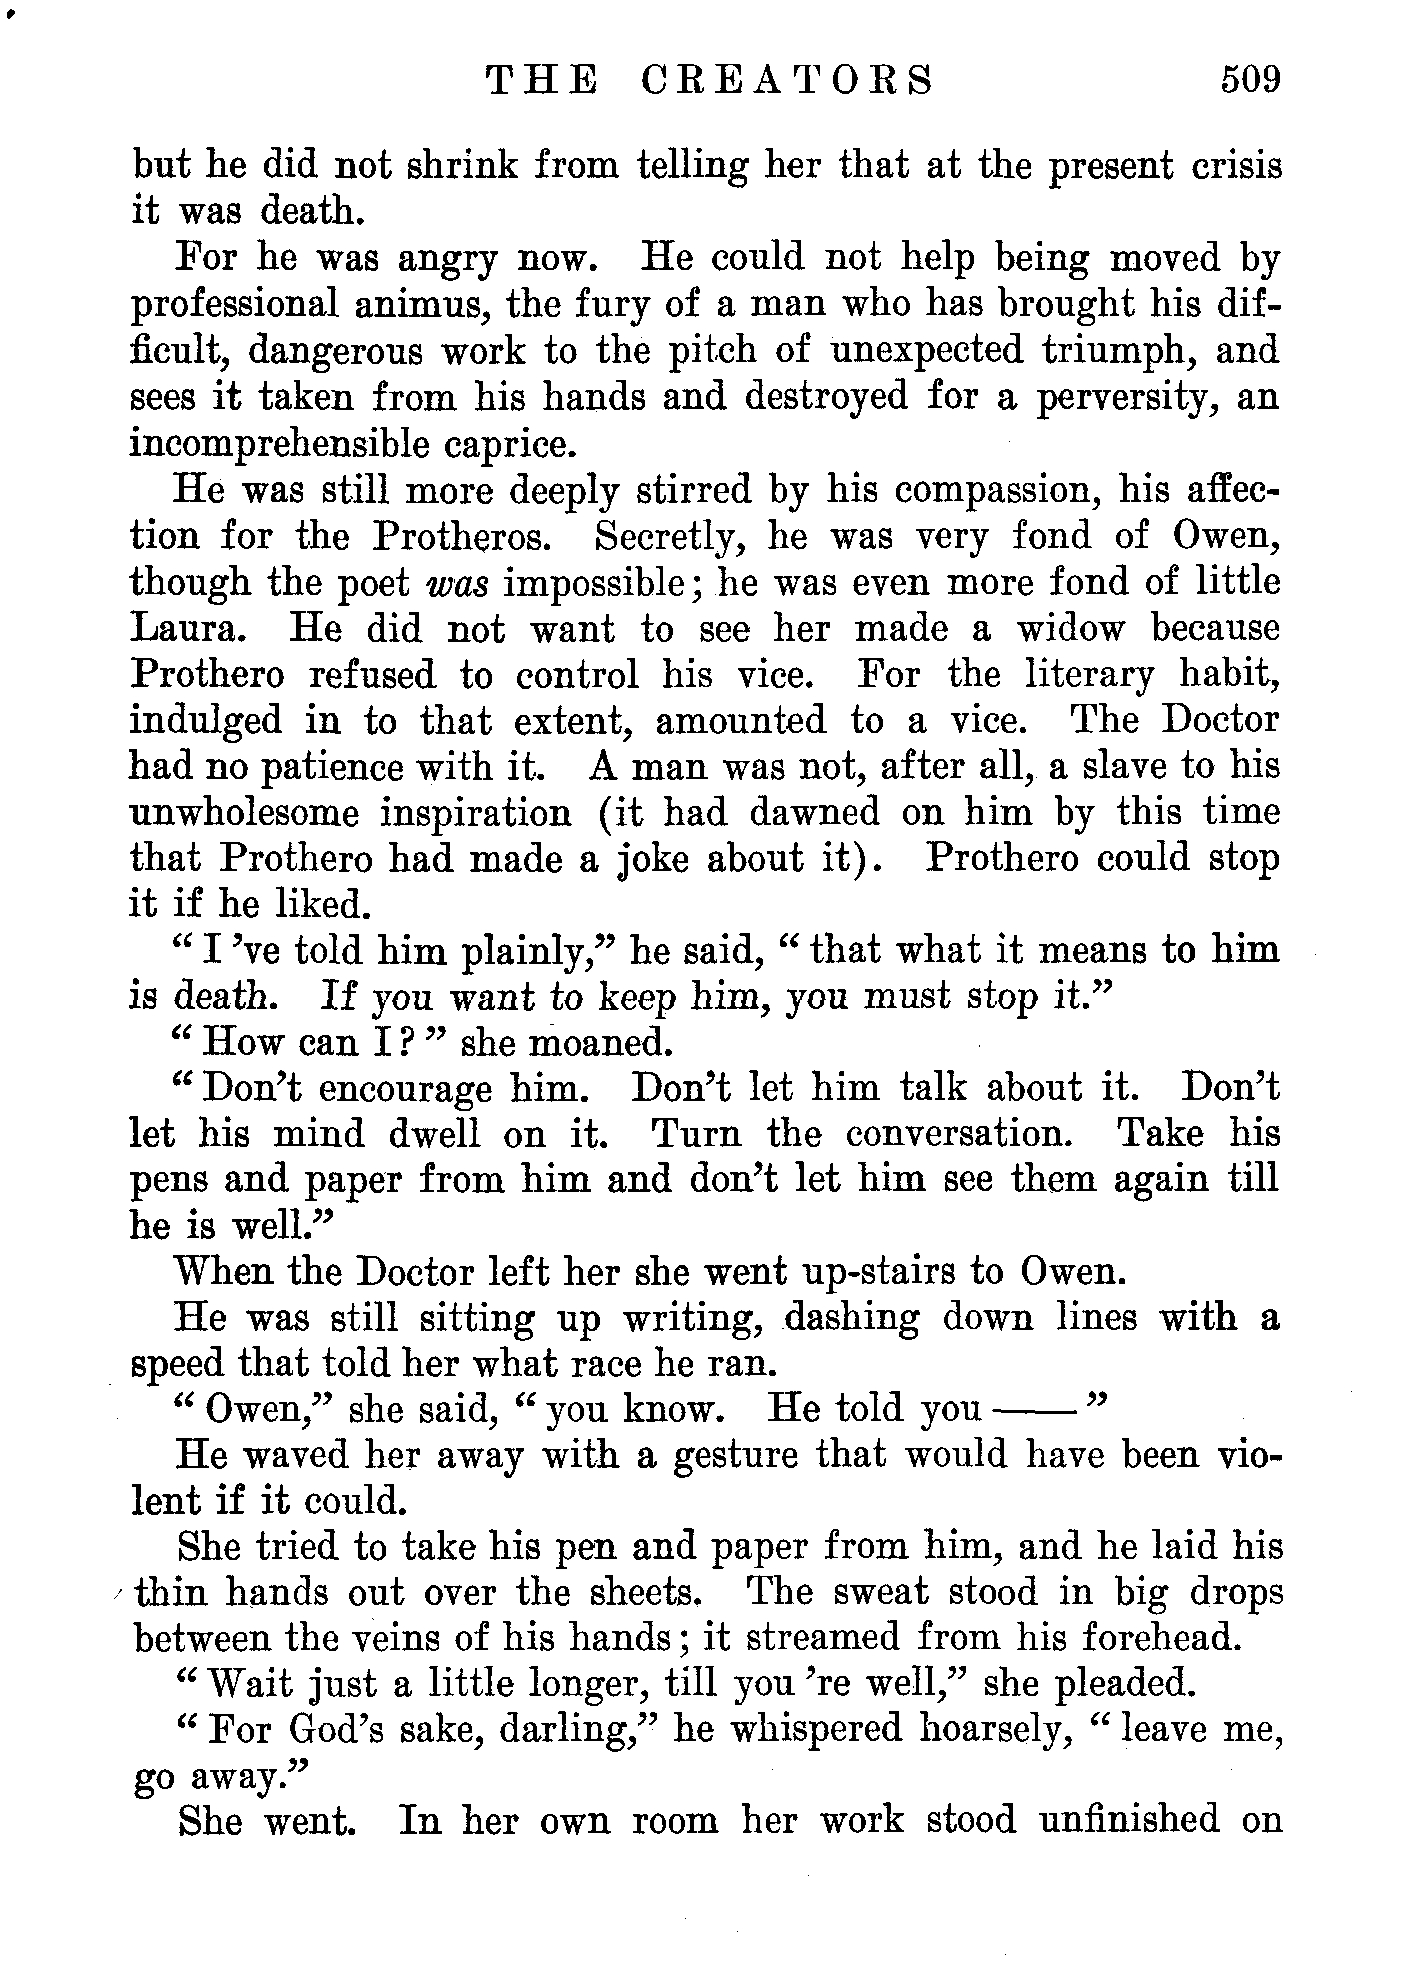 THE CREATORS 509
but he did not shrink from telling her that at the present crisis
it was death.
For he was angry now. He could not help being moved by
professional animus, the fury of a man who has brought his dif-
ficult, dangerous work to the pitch of unexpected triumph, and
sees it taken from his hands and destroyed for a perversity, an
incomprehensible caprice.
He was still more deeply stirred by his compassion, his affec-
tion for the Protheros. Secretly, he was very fond of Owen,
though the poet was impossible; he was even more fond of little
Laura. He did not want to see her made a widow because
Prothero refused to control his vice. For the literary habit,
indulged in to that extent, amounted to a vice. The Doctor
had no patience with it. A man was not, after all, a slave to his
unwholesome inspiration (it had dawned on him by this time
that Prothero had made a joke about it). Prothero could stop
it if he liked.
“ I ’ve told him plainly,” he said, “ that what it means to him
is death. If you want to keep him, you must stop it.”
“ How can I? ” she moaned.
“ Don’t encourage him. Don’t let him talk about it. Don’t
let his mind dwell on it. Turn the conversation. Take his
pens and paper from him and don’t let him see them again till
he is well.”
When the Doctor left her she went up-stairs to Owen.
He was still sitting up writing, dashing down lines with a
speed that told her what race he ran.
“ Owen,” she said, “ you know. He told you —— ”
He waved her away with a gesture that would have been vio-
lent if it could.
She tried to take his pen and paper from him, and he laid his
thin hands out over the sheets. The sweat stood in big drops
between the veins of his hands; it streamed from his forehead.
“ Wait just a little longer, till you ’re well,” she pleaded.
“ For God’s sake, darling,” he whispered hoarsely, “ leave me,
go away.”
She went. In her own room her work stood unfinished on